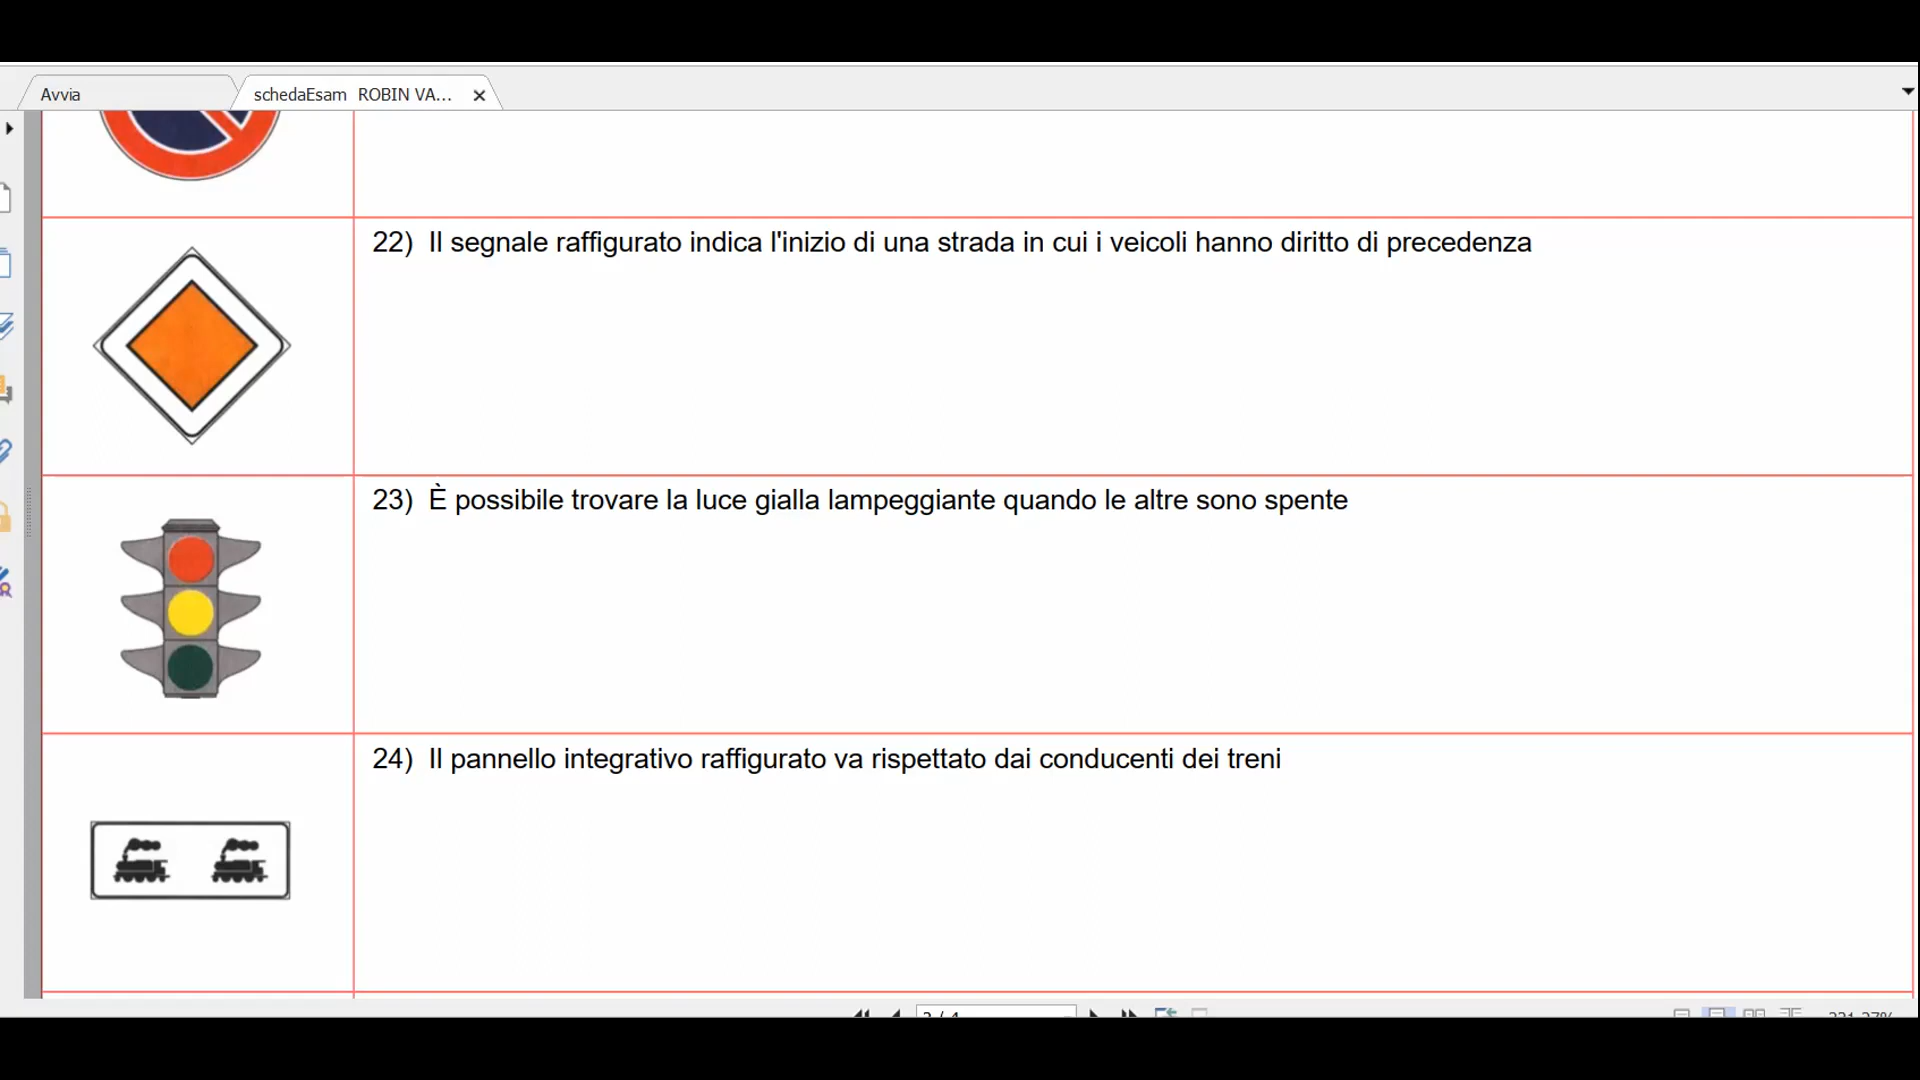 Avvia
schedaEsam ROBIN VA...
22) Il segnale raffigurato indica l'inizio di una strada in cui i veicoli hanno diritto di precedenza
23) È possibile trovare la luce gialla lampeggiante quando le altre sono spente
24) Il pannello integrativo raffigurato va rispettato dai conducenti dei treni